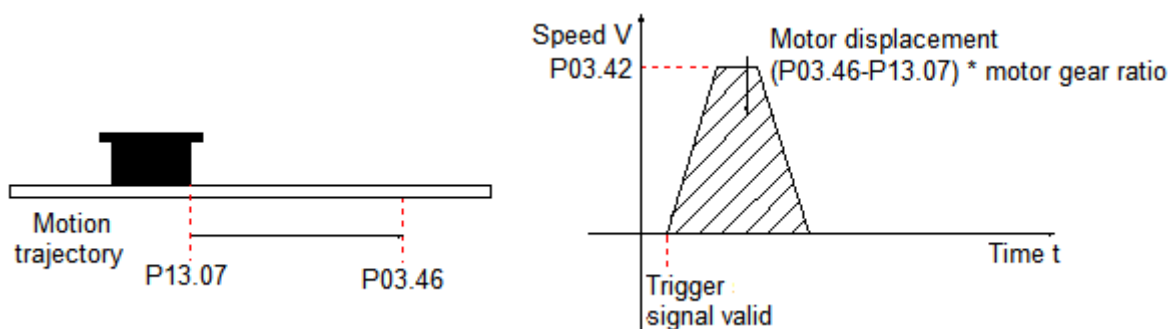 Motion
trajectory
P13.07
P03.46
Speed V
P03.42
Motor displacement
(P03.46-P13.07) * motor gear ratio
Time t
Trigger
signal valid